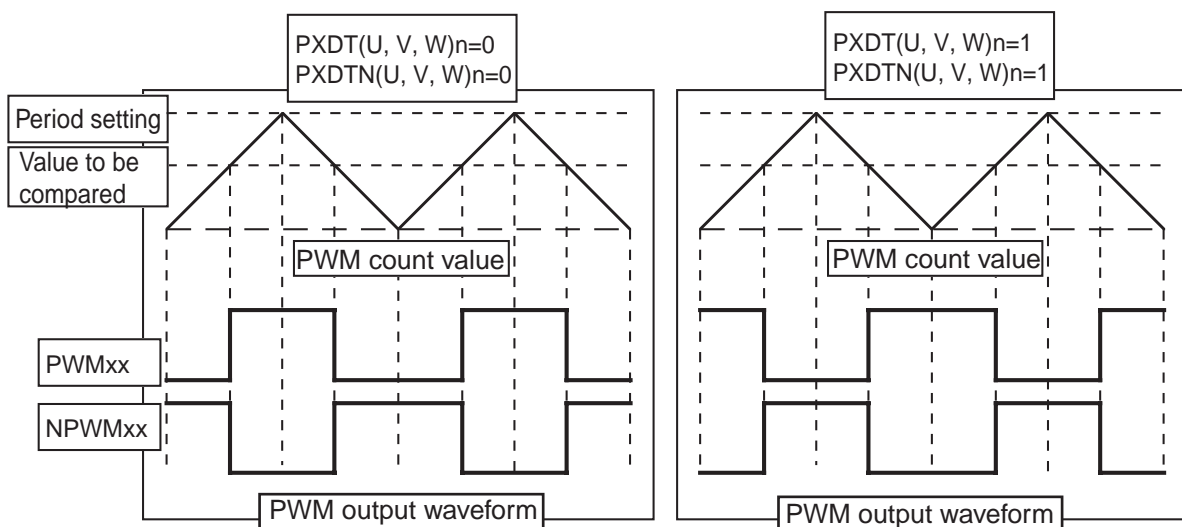 PXDT(U, V, W)n=0
PXDTN(U, V, W)n=0
PXDT(U, V, W)n=1
PXDTN(U, V, W)n=1
Period setting
Value to be
compared
PWM count value
PWM count value
PWMxx
NPWMxx
PWM output waveform
PWM output waveform